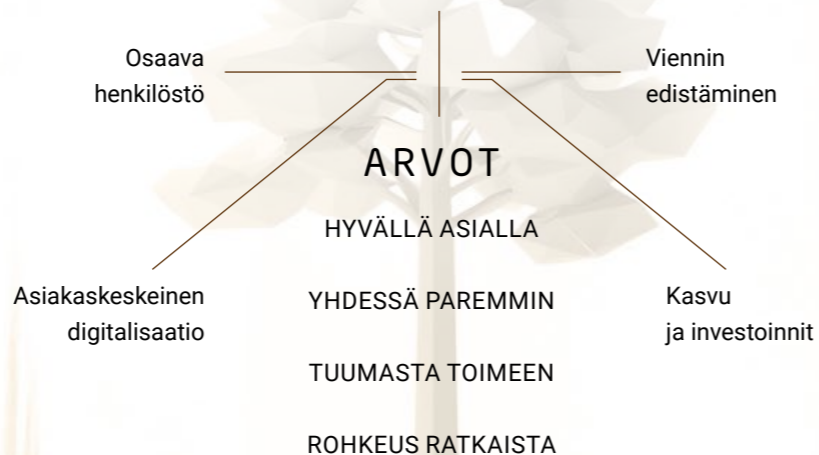 Osaava
henkilöstö
Viennin
edistäminen
ARVOT
HYVÄLLÄ ASIALLA
Asiakaskeskeinen
digitalisaatio
YHDESSÄ PAREMMIN
Kasvu
ja investoinnit
TUUMASTA TOIMEEN
ROHKEUS RATKAISTA